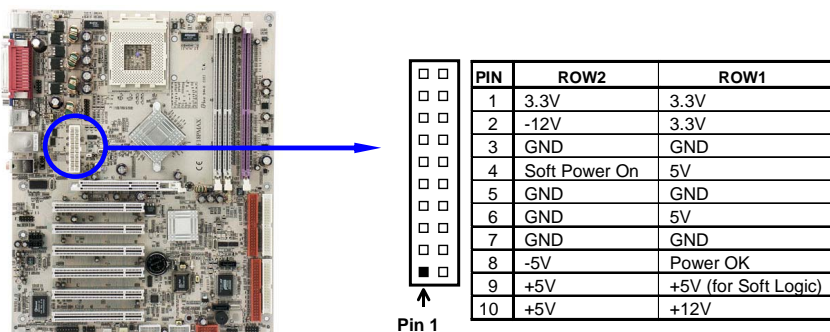 PIN ROW2 ROW1
1 3.3V 3.3V
2 -12V 3.3V
3 GND GND
4 Soft Power On 5V
5 GND GND
6 GND 5V
7 GND GND
8 -5V Power OK
9 +5V +5V (for Soft Logic)
10 +5V +12V
Pin 1